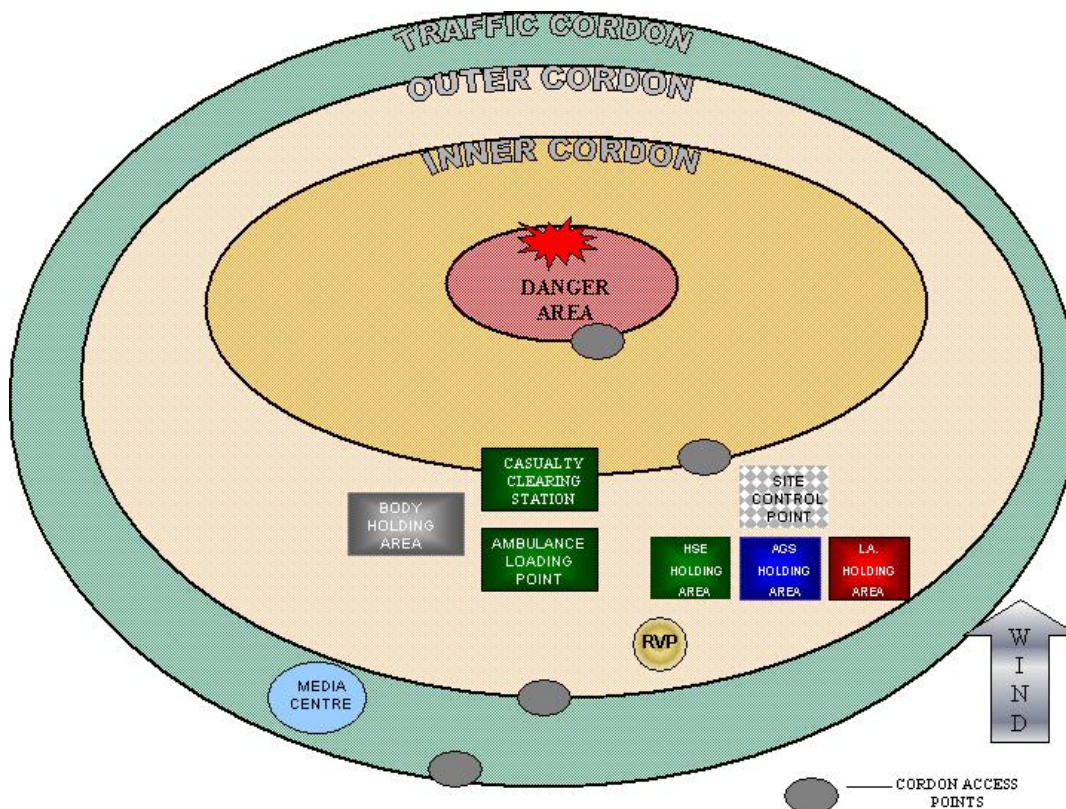 TRAFFIC CORDON
OUTER CORDON
INNER CORDON
DANGER
AREA
CASUALTY
CLEARING
STATION
BODY
HOLDING
AREA
AMBULANCE
LOADING
POINT
SITE
CONTROL
POINT
HSE
HOLDING
AREA
AGS
HOLDING
AREA
L.A.
HOLDING
AREA
RVP
MEDIA
CENTRE
W
I
N
D
CORDON ACCESS
POINTS